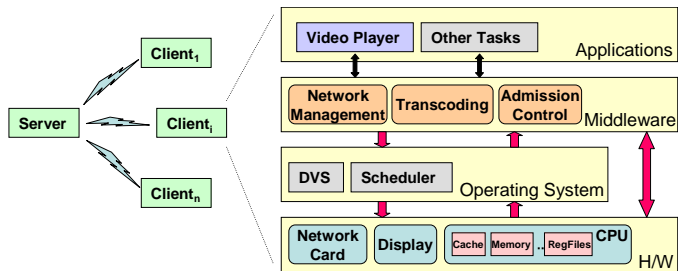 Server
Client1
Clienti
Clientn
Video Player
Other Tasks
Applications
Network
Management
Transcoding
Admission
Control
Middleware
DVS
Scheduler
Operating System
Network
Card
Display
Cache
Memory
..
RegFiles
CPU
H/W